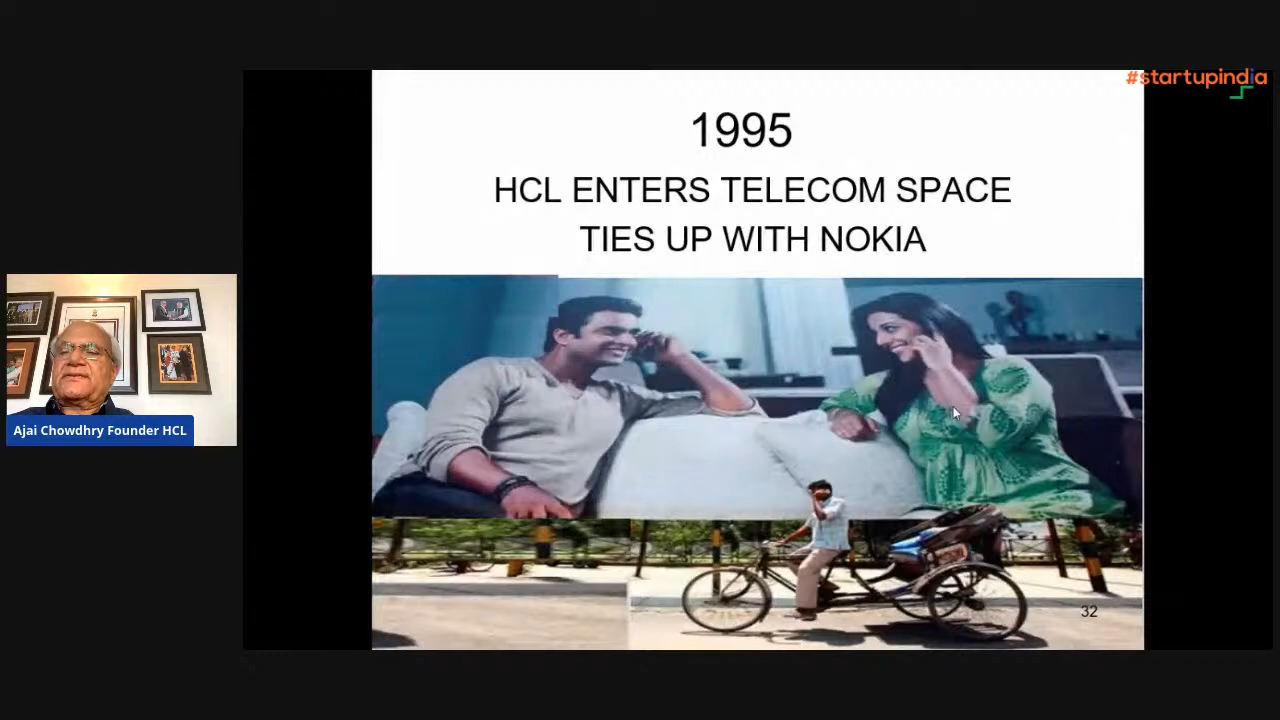 #startupindia
1995
HCL ENTERS TELECOM SPACE
TIES UP WITH NOKIA
Ajai Chowdhry Founder HCL
32